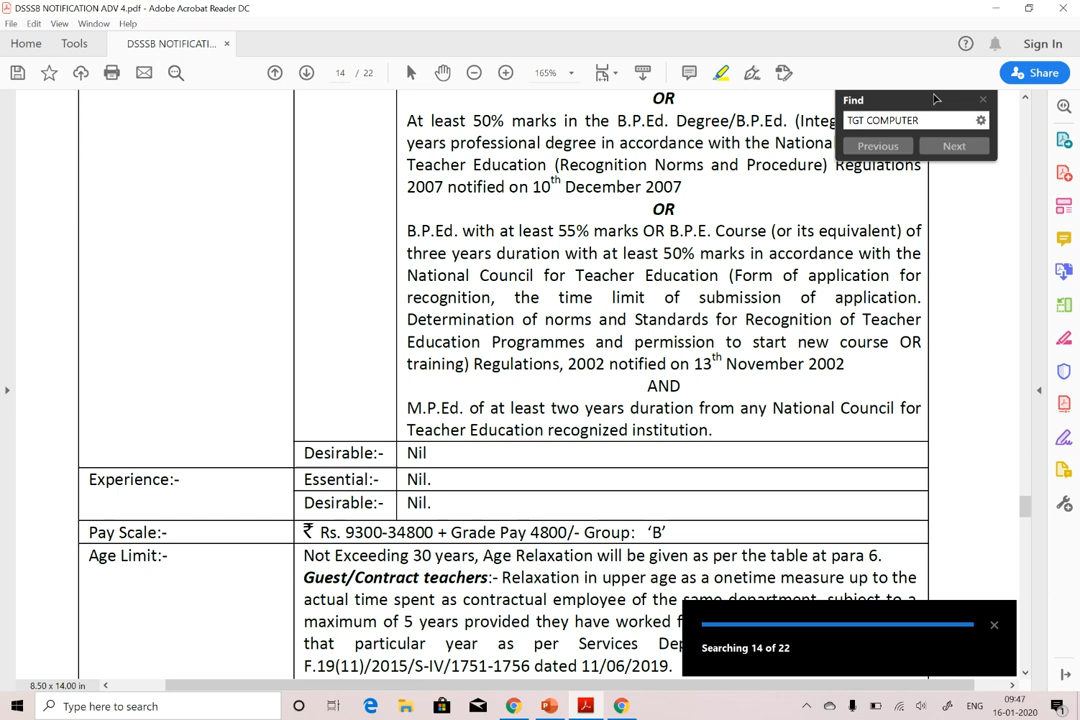 DSSSB NOTIFICATION ADV 4.pdf - Adobe Acrobat Reader DC
File Edit View Window Help
Home Tools DSSSB NOTIFICATI... × Sign In
14 / 22 165% Share
Find
TGT COMPUTER
Previous Next
OR
At least 50% marks in the B.P.Ed. Degree/B.P.Ed. (Integ
years professional degree in accordance with the National
Teacher Education (Recognition Norms and Procedure) Regulations
2007 notified on 10th December 2007
OR
B.P.Ed. with at least 55% marks OR B.P.E. Course (or its equivalent) of
three years duration with at least 50% marks in accordance with the
National Council for Teacher Education (Form of application for
recognition, the time limit of submission of application.
Determination of norms and Standards for Recognition of Teacher
Education Programmes and permission to start new course OR
training) Regulations, 2002 notified on 13th November 2002
AND
M.P.Ed. of at least two years duration from any National Council for
Teacher Education recognized institution.
Desirable:- Nil
Experience:- Essential:- Nil.
Desirable:- Nil.
Pay Scale:- ₹ Rs. 9300-34800 + Grade Pay 4800/- Group: ‘B’
Age Limit:- Not Exceeding 30 years, Age Relaxation will be given as per the table at para 6.
Guest/Contract teachers:- Relaxation in upper age as a onetime measure up to the
actual time spent as contractual employee of the same department, subject to a
maximum of 5 years provided they have worked
that particular year as per Services De
F.19(11)/2015/S-IV/1751-1756 dated 11/06/2019.
Searching 14 of 22
8.50 x 14.00 in
Type here to search
ENG
09:47
16-01-2020
1